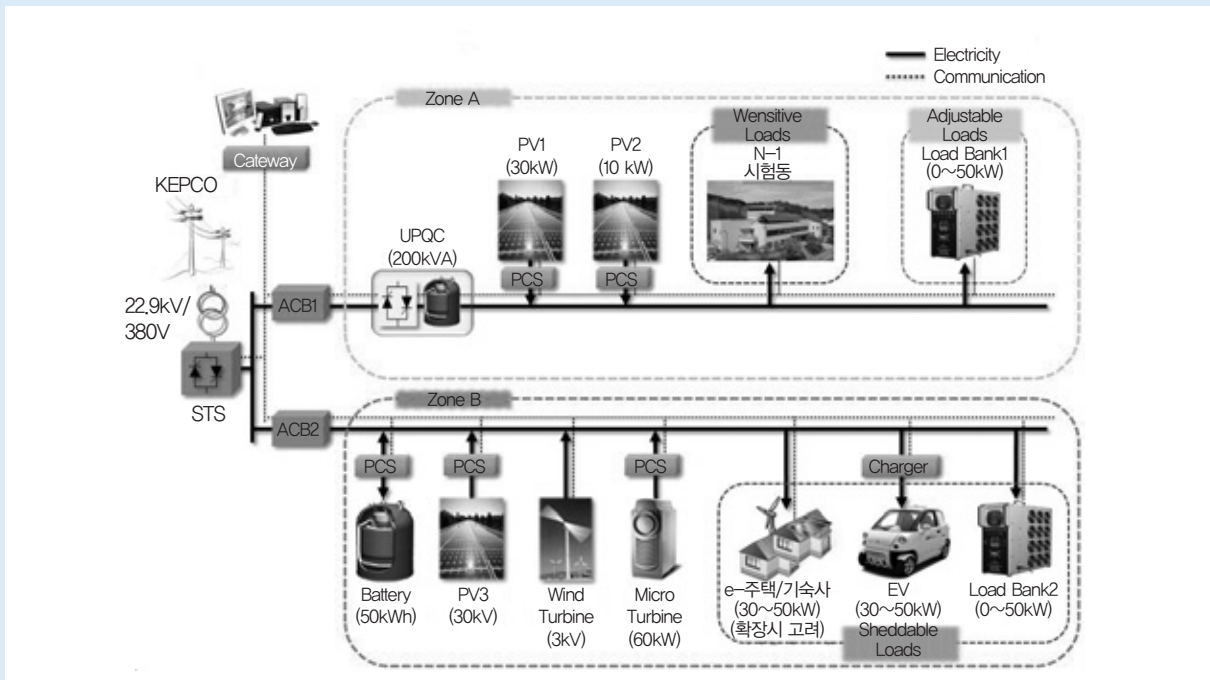 Electricity
Communication
Zone A
Cateway
KEPCO
22.9kV/
380V
STS
ACB1
ACB2
UPQC
(200kVA)
PV1
(30kW)
PCS
PV2
(10 kW)
PCS
Wensitive
Loads
N-1
시험동
Adjustable
Loads
Load Bank1
(0~50kW)
Zone B
PCS
Battery
(50kWh)
PCS
PV3
(30kV)
Wind
Turbine
(3kV)
PCS
Micro
Turbine
(60kW)
e-주택/기숙사
(30~50kW)
(확장시 고려)
Charger
EV
(30~50kW)
Load Bank2
(0~50kW)
Sheddable
Loads